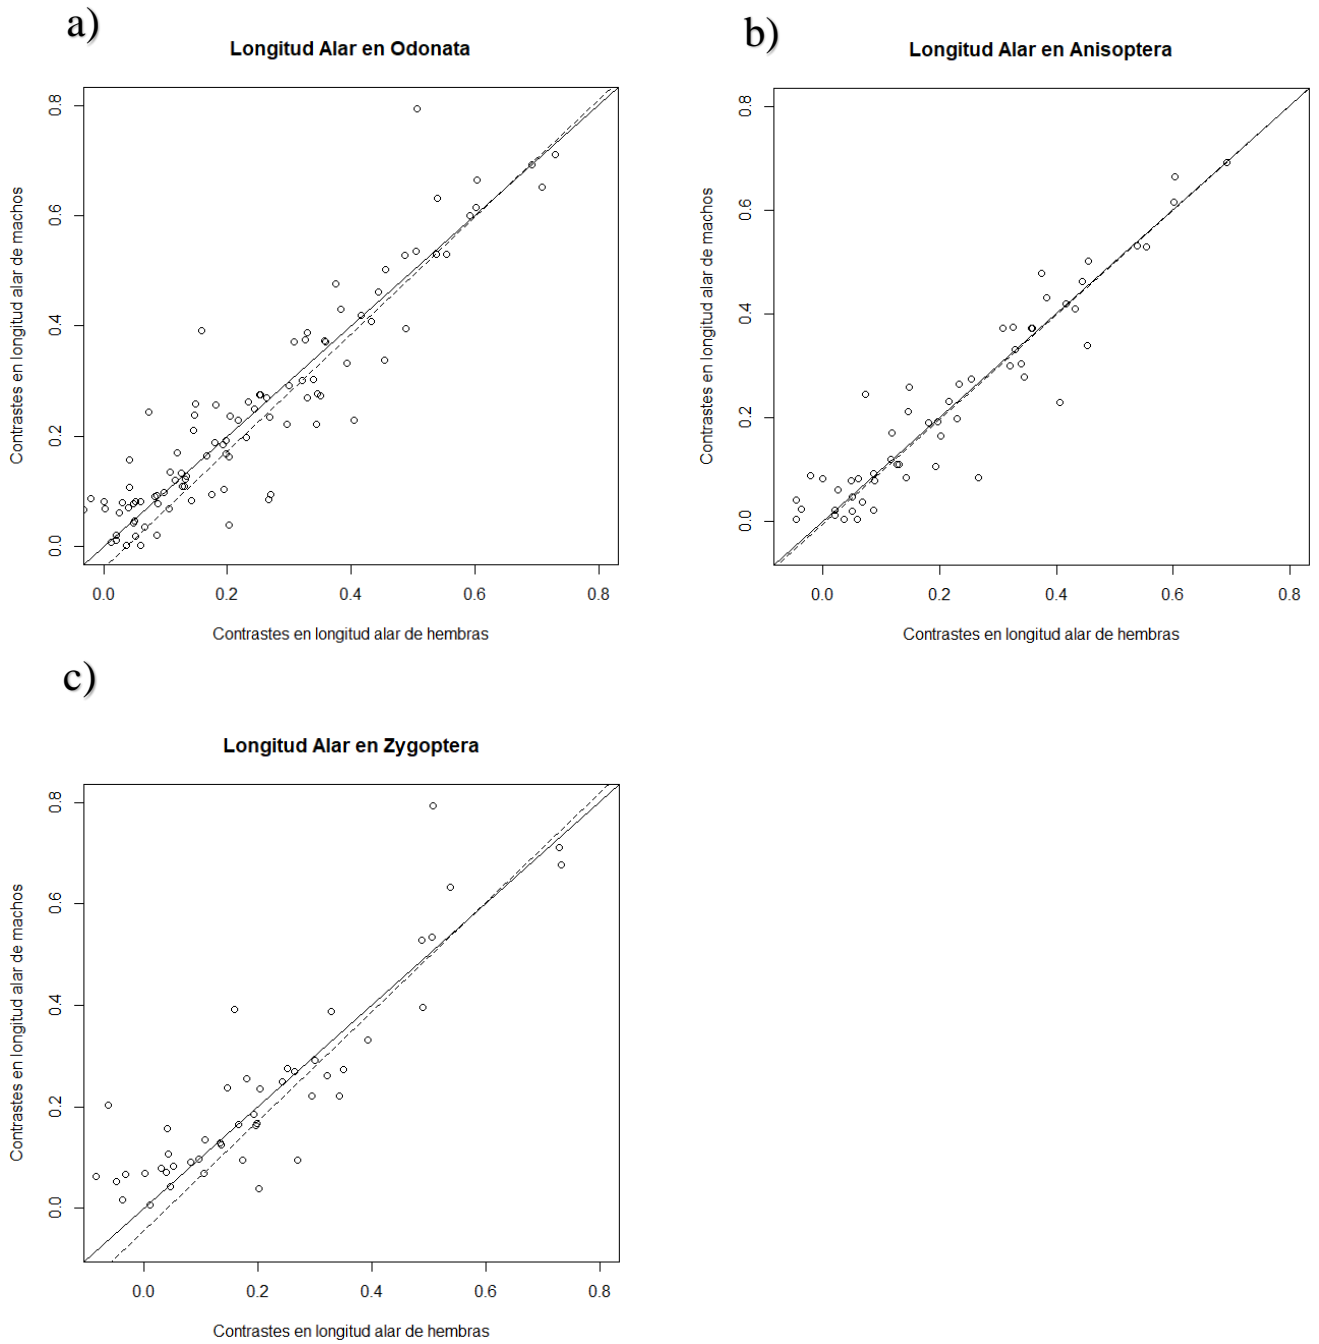 a)
Longitud Alar en Odonata
Contrastes en longitud alar de machos
0.0 0.2 0.4 0.6 0.8
0.0 0.2 0.4 0.6 0.8
Contrastes en longitud alar de hembras
b)
Longitud Alar en Anisoptera
Contrastes en longitud alar de machos
0.0 0.2 0.4 0.6 0.8
0.0 0.2 0.4 0.6 0.8
Contrastes en longitud alar de hembras
c)
Longitud Alar en Zygoptera
Contrastes en longitud alar de machos
0.0 0.2 0.4 0.6 0.8
0.0 0.2 0.4 0.6 0.8
Contrastes en longitud alar de hembras